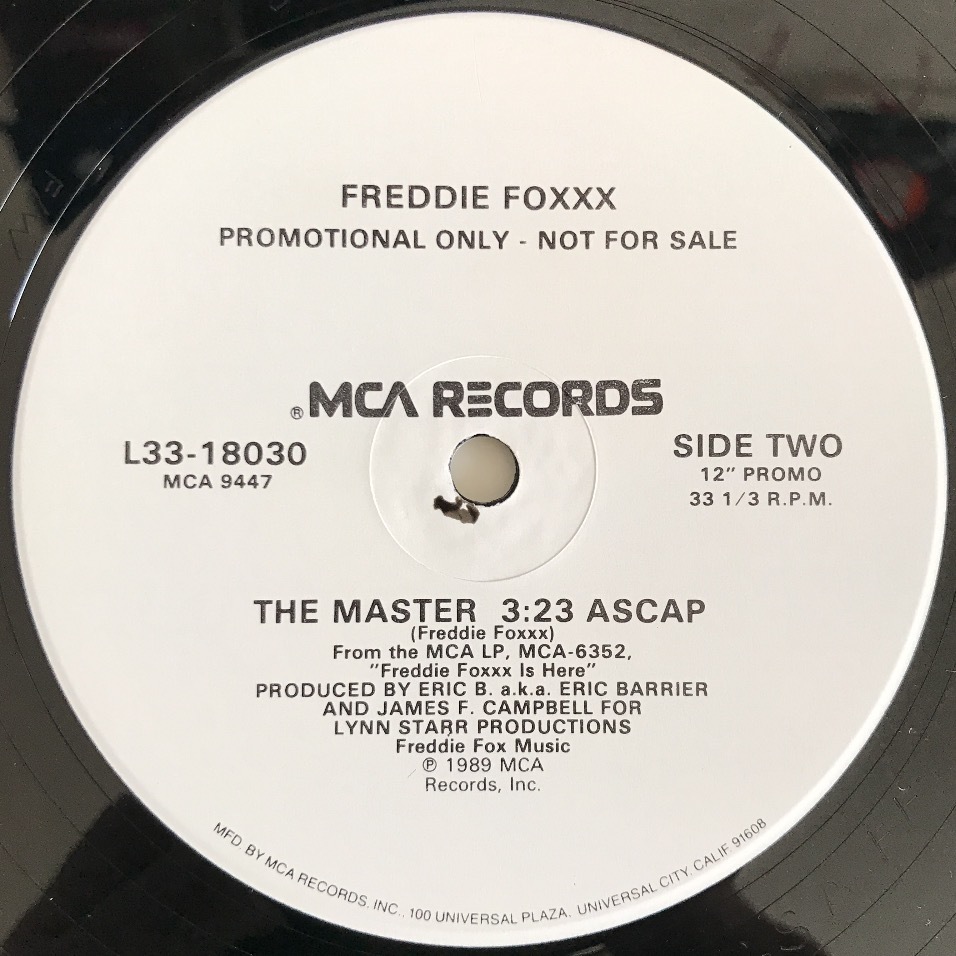 FREDDIE FOXXX
PROMOTIONAL ONLY - NOT FOR SALE
® MCA RECORDS
L33-18030
MCA 9447
SIDE TWO
12" PROMO
33 1/3 R.P.M.
THE MASTER 3:23 ASCAP
(Freddie Foxxx)
From the MCA LP, MCA-6352,
"Freddie Foxxx Is Here"
PRODUCED BY ERIC B. a.k.a. ERIC BARRIER
AND JAMES F. CAMPBELL FOR
LYNN STARR PRODUCTIONS
Freddie Fox Music
℗ 1989 MCA
Records, Inc.
MFD. BY MCA RECORDS, INC., 100 UNIVERSAL PLAZA, UNIVERSAL CITY, CALIF. 91608